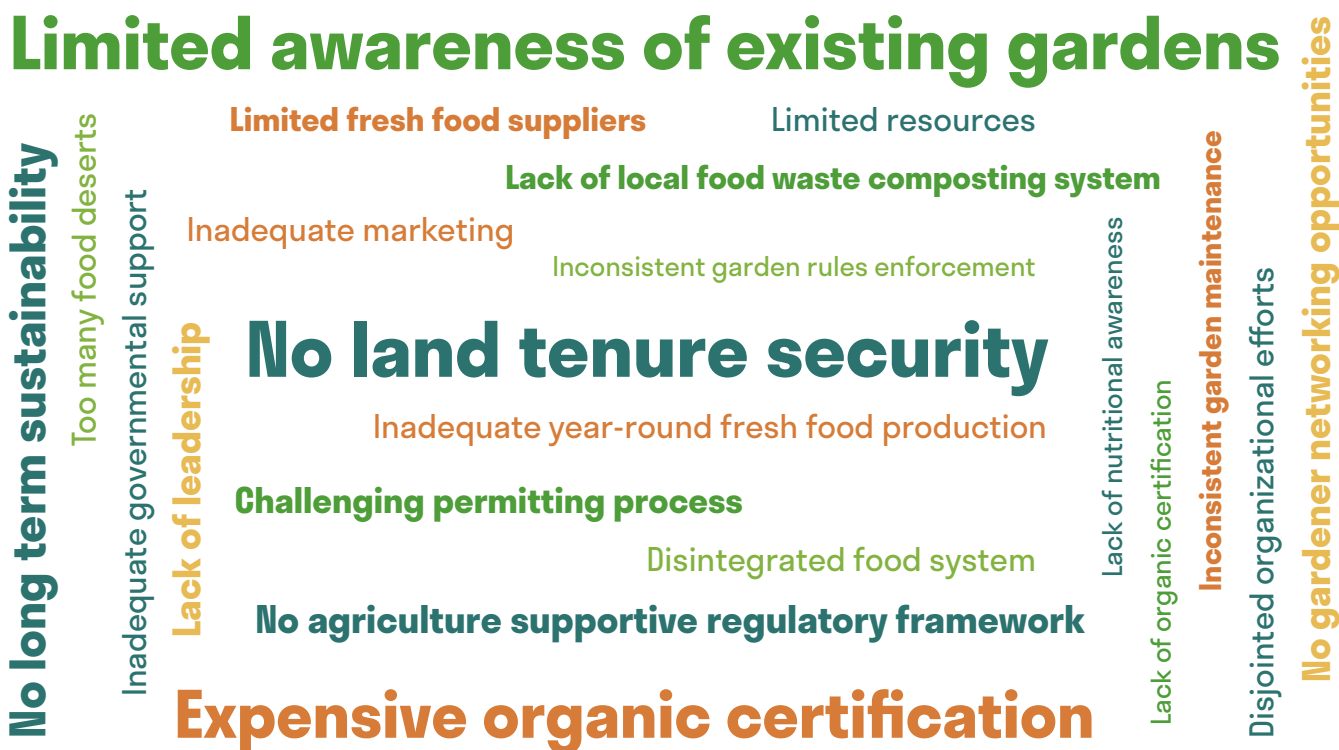 Limited awareness of existing gardens
Limited fresh food suppliers
Limited resources
Lack of local food waste composting system
Inadequate marketing
Inconsistent garden rules enforcement
No land tenure security
Inadequate year-round fresh food production
Challenging permitting process
Disintegrated food system
No agriculture supportive regulatory framework
Expensive organic certification
No long term sustainability
Too many food deserts
Inadequate governmental support
Lack of leadership
Lack of nutritional awareness
Lack of organic certification
Inconsistent garden maintenance
Disjointed organizational efforts
No gardener networking opportunities